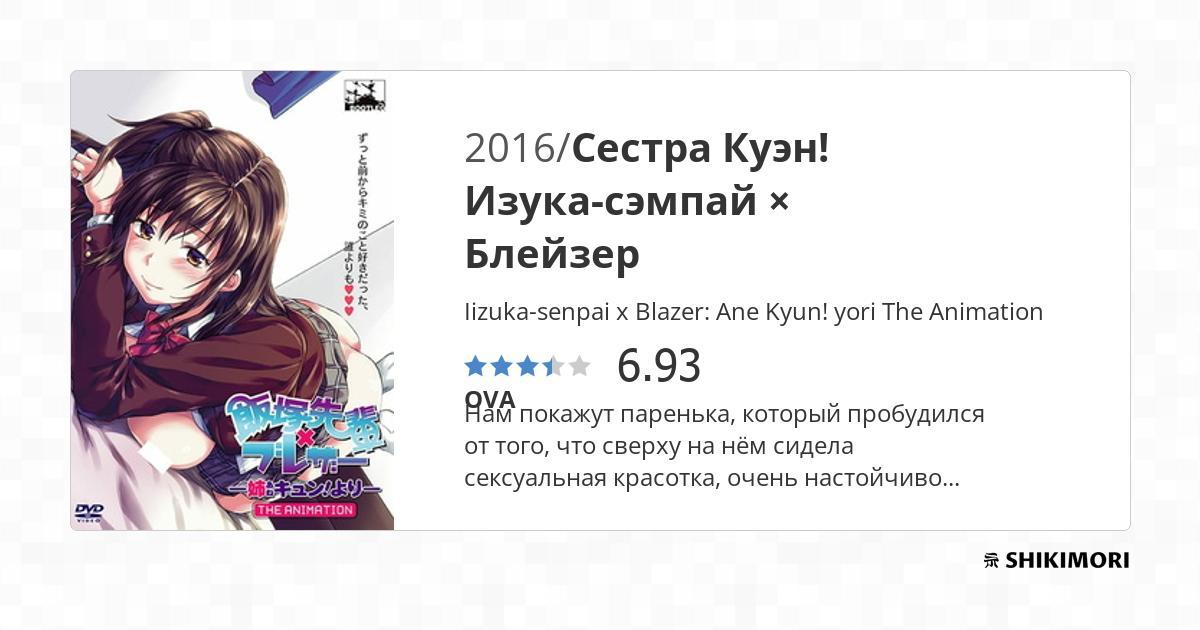 BOOTLEG
ずっと前からキミのこと好きだった、
誰よりも♥♥♥
飯塚先輩
×
ブレザー
―姉キュン!より―
THE ANIMATION
DVD
VIDEO
2016/Сестра Куэн!
Изука-сэмпай ×
Блейзер
Iizuka-senpai x Blazer: Ane Kyun! yori The Animation
6.93
OVA
Нам покажут паренька, который пробудился
от того, что сверху на нём сидела
сексуальная красотка, очень настойчиво...
SHIKIMORI